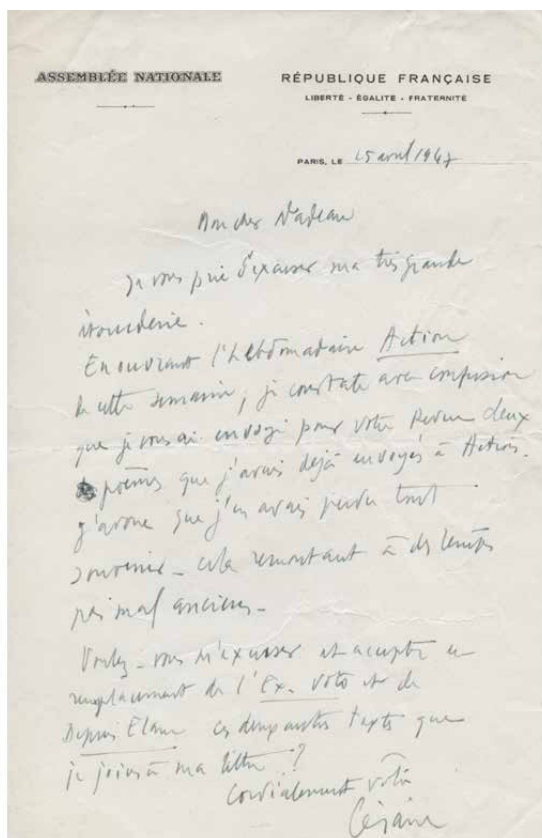 ASSEMBLÉE NATIONALE
RÉPUBLIQUE FRANÇAISE
LIBERTÉ - ÉGALITÉ - FRATERNITÉ
PARIS, LE 25 avril 1947
Mon cher Nadeau
Je vous prie d'excuser ma très grande
étourderie.
En ouvrant l'hebdomadaire Action
de cette semaine, je constate avec confusion
que je vous ai envoyé pour votre Revue deux
poèmes que j'avais déjà envoyés à Action.
J'avoue que j'en avais perdu tout
souvenir - cela remontant à des temps
pas mal anciens -
Voulez-vous m'excuser et accepter en
remplacement de l'Ex-voto et de
Depuis Elam ces deux autres textes que
je joins à ma lettre ?
Cordialement votre
Césaire